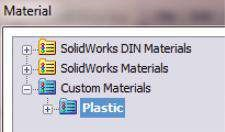 Material
SolidWorks DIN Materials
SolidWorks Materials
Custom Materials
Plastic